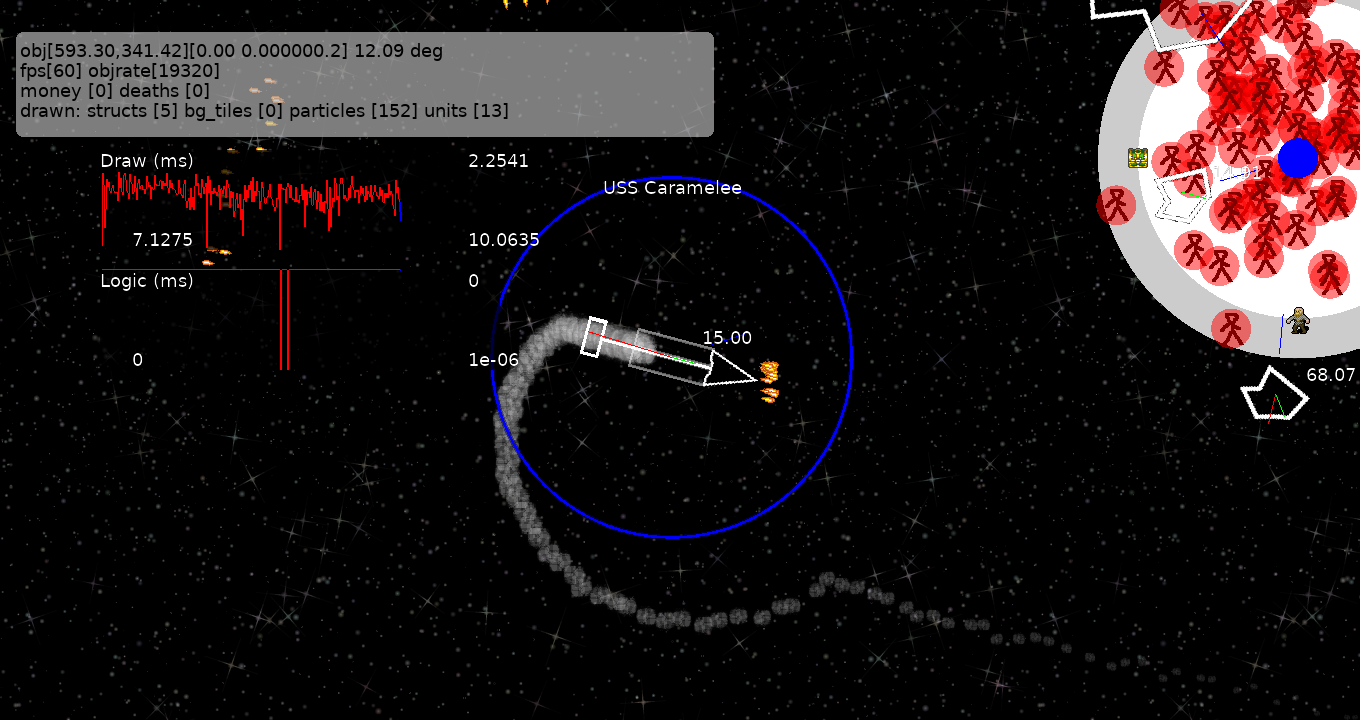 obj[593.30,341.42][0.00 0.000000.2] 12.09 deg
fps[60] objrate[19320]
money [0] deaths [0]
drawn: structs [5] bg_tiles [0] particles [152] units [13]
Draw (ms)
2.2541
USS Caramelee
7.1275
10.0635
Logic (ms)
0
15.00
0
1e-06
68.07